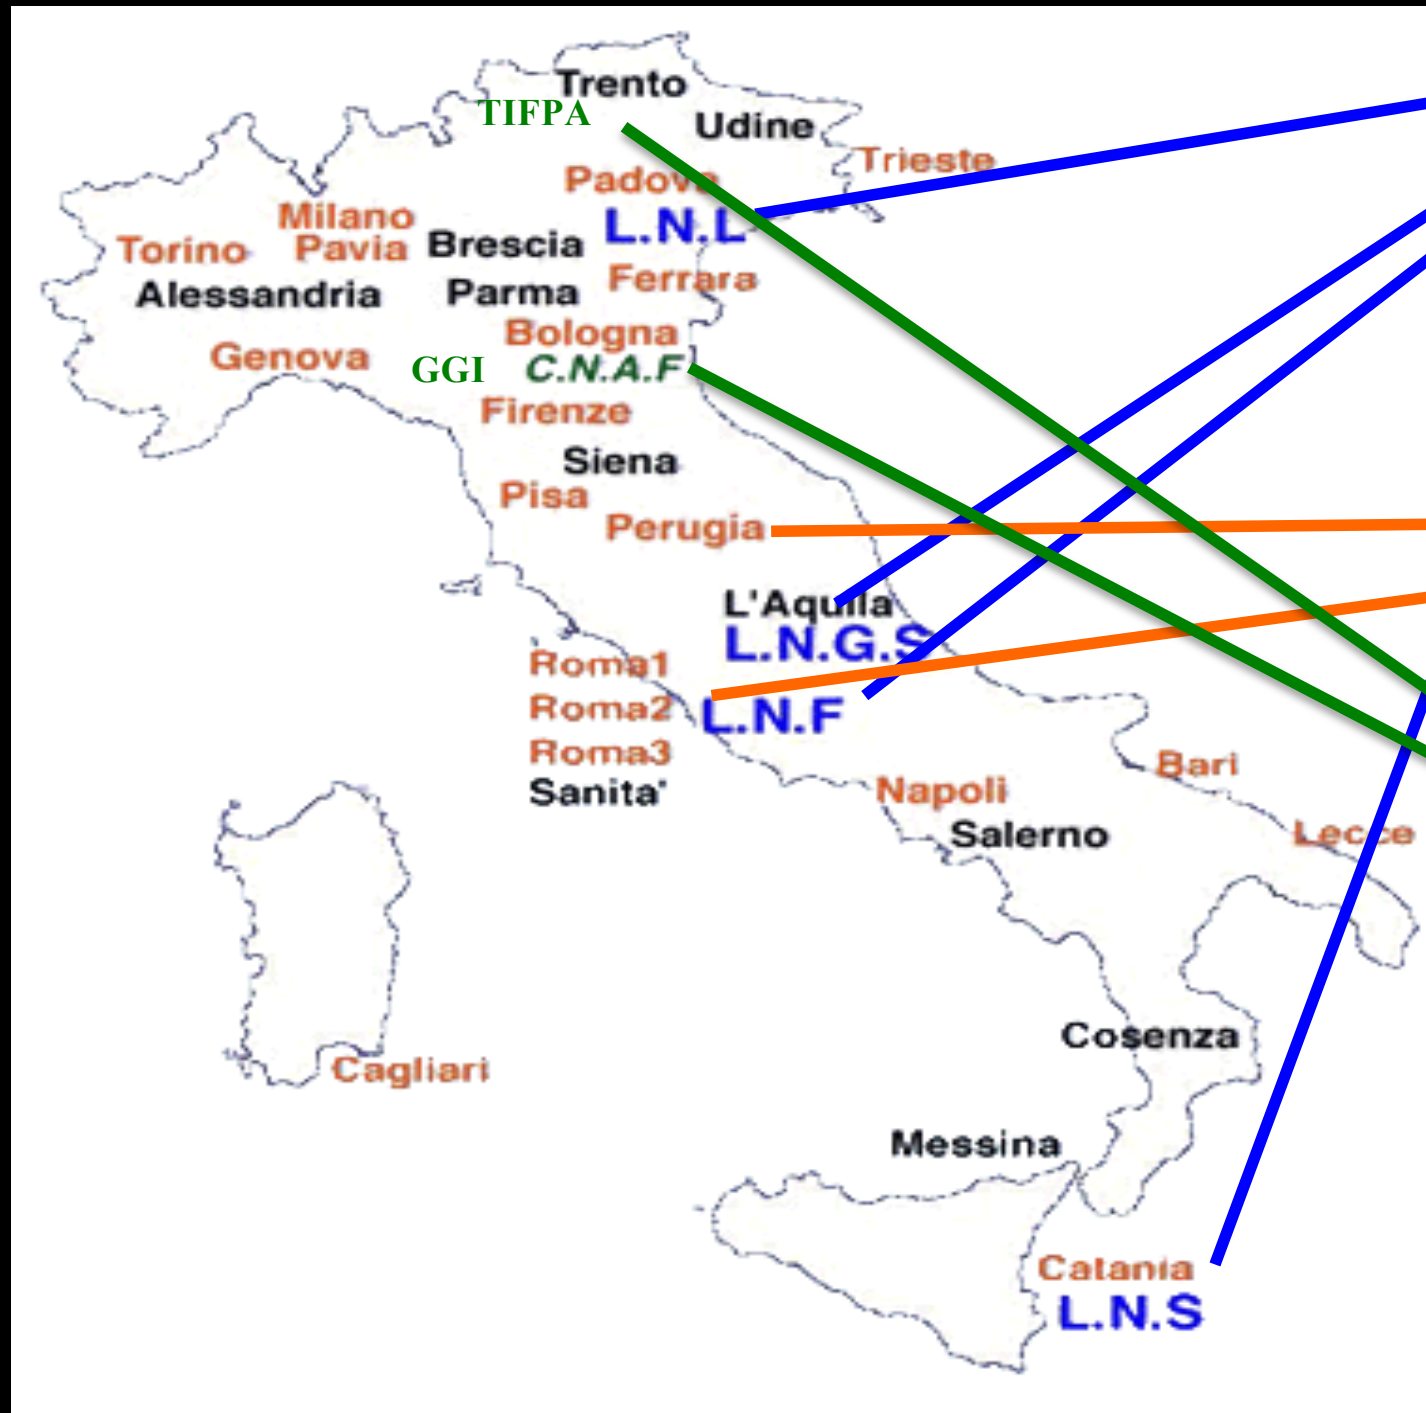 Trento
TIFPA
Udine
Trieste
Padova
Milano
L.N.L
Torino
Pavia
Brescia
Ferrara
Alessandria
Parma
Bologna
Genova
GGI
C.N.A.F
Firenze
Siena
Pisa
Perugia
L'Aquila
L.N.G.S
Roma1
Roma2
L.N.F
Roma3
Sanita'
Bari
Napoli
Salerno
Lecce
Cosenza
Cagliari
Messina
Catania
L.N.S